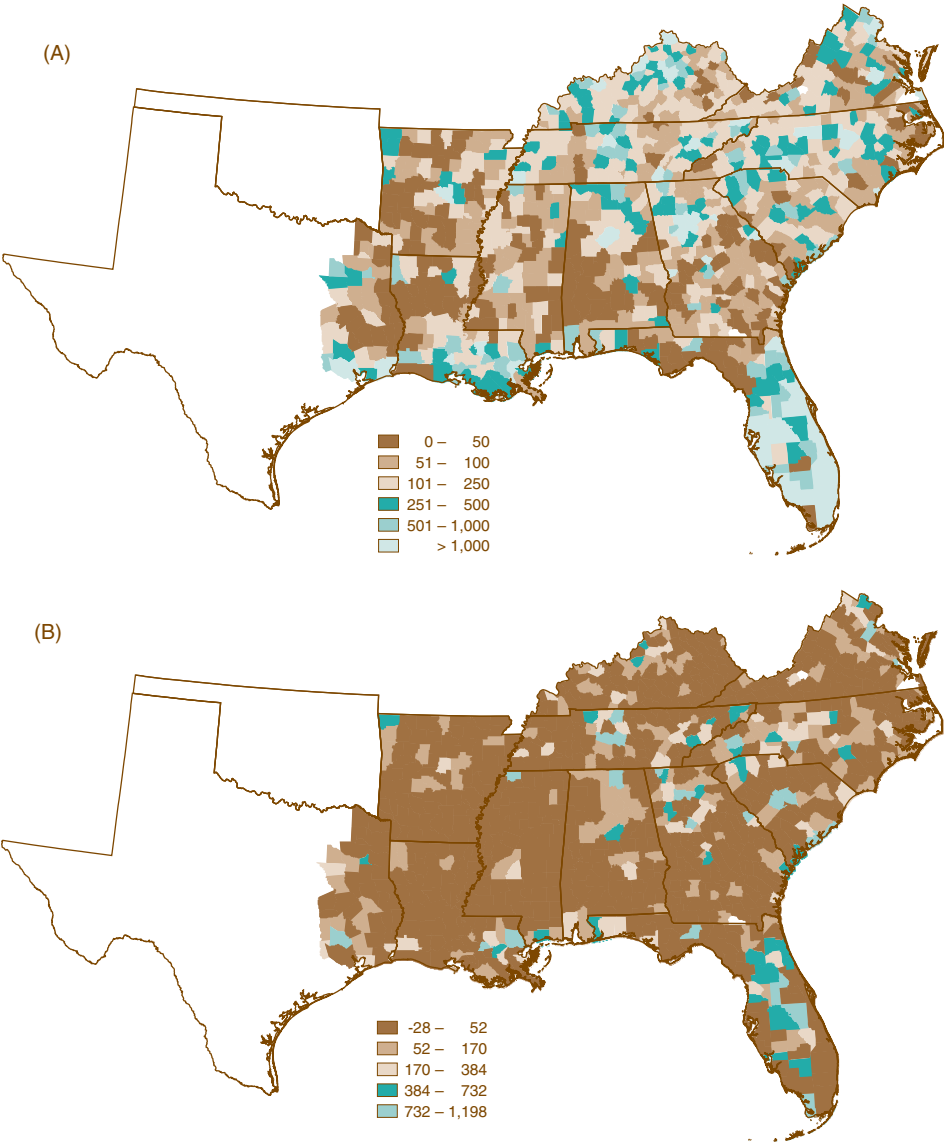 (A)
0 – 50
51 – 100
101 – 250
251 – 500
501 – 1,000
> 1,000
(B)
-28 – 52
52 – 170
170 – 384
384 – 732
732 – 1,198